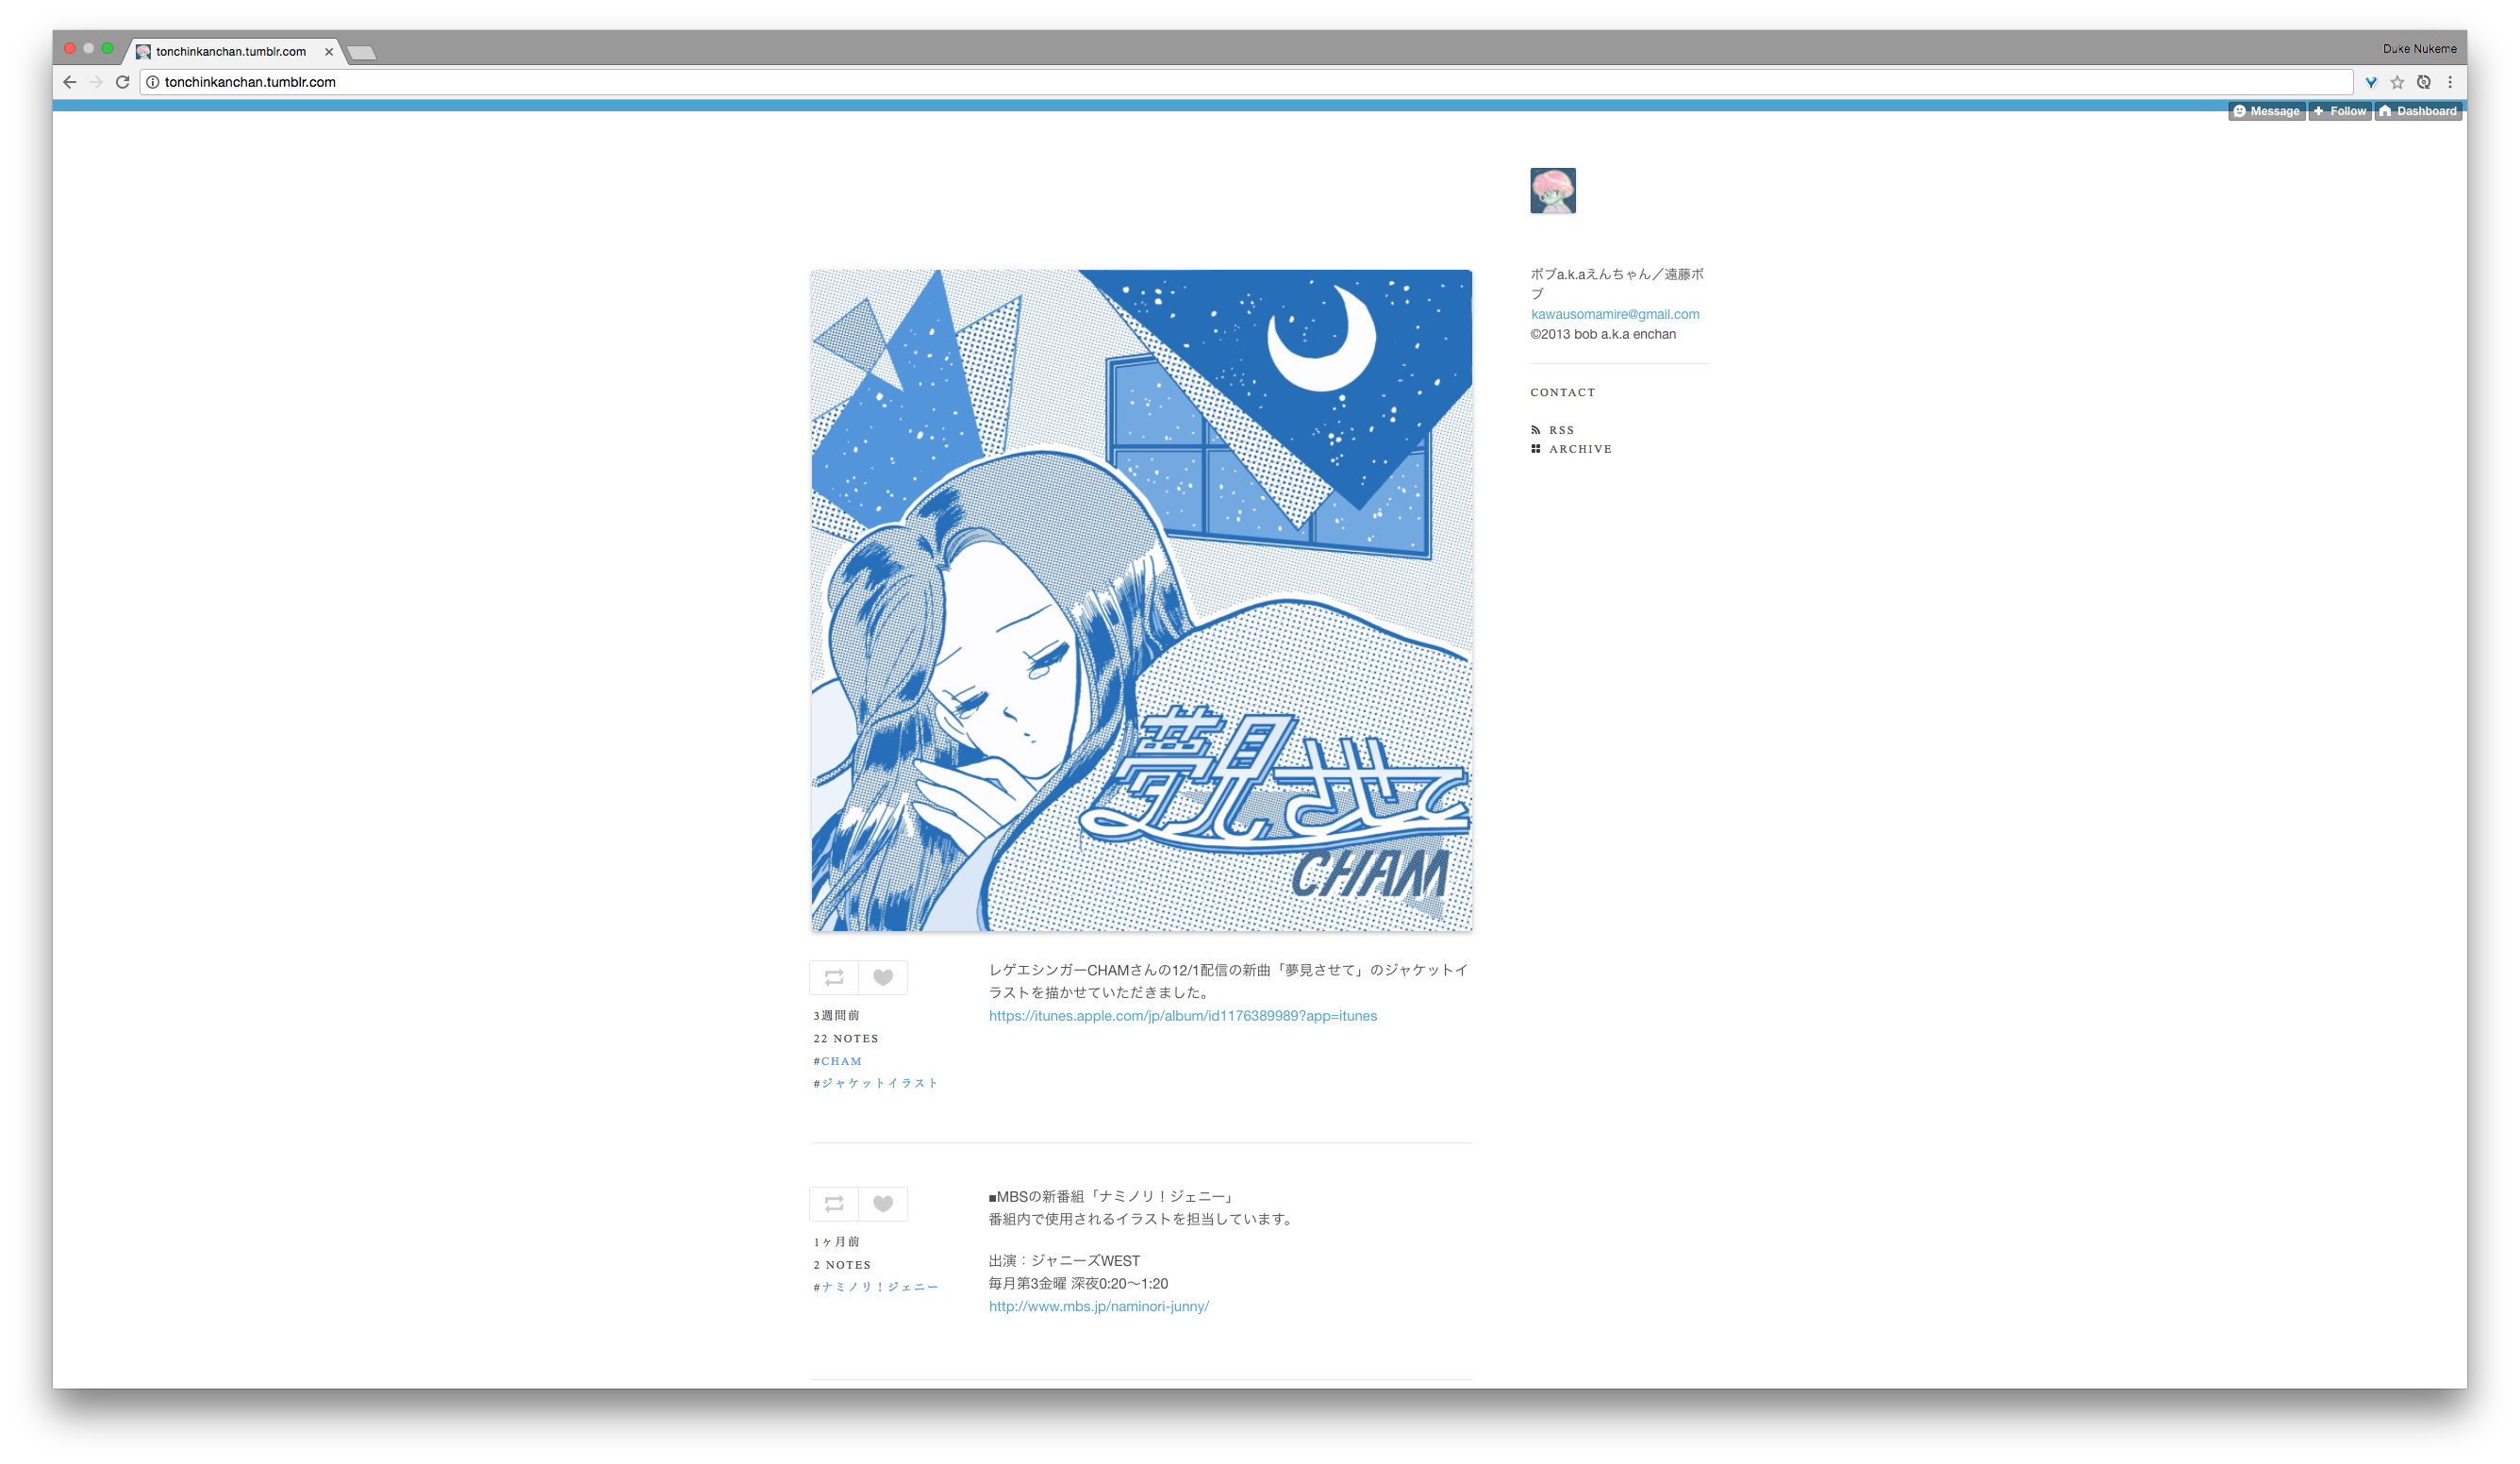 tonchinkanchan.tumblr.com
Duke Nukeme
tonchinkanchan.tumblr.com
Message
Follow
Dashboard
ボブa.k.aえんちゃん／遠藤ボ
ブ
kawausomamire@gmail.com
©2013 bob a.k.a enchan
CONTACT
RSS
ARCHIVE
夢見させて
CHAM
レゲエシンガーCHAMさんの12/1配信の新曲「夢見させて」のジャケットイ
ラストを描かせていただきました。
https://itunes.apple.com/jp/album/id1176389989?app=itunes
3週間前
22 NOTES
#CHAM
#ジャケットイラスト
■MBSの新番組「ナミノリ！ジェニー」
番組内で使用されるイラストを担当しています。
出演：ジャニーズWEST
毎月第3金曜 深夜0:20〜1:20
http://www.mbs.jp/naminori-junny/
1ヶ月前
2 NOTES
#ナミノリ！ジェニー